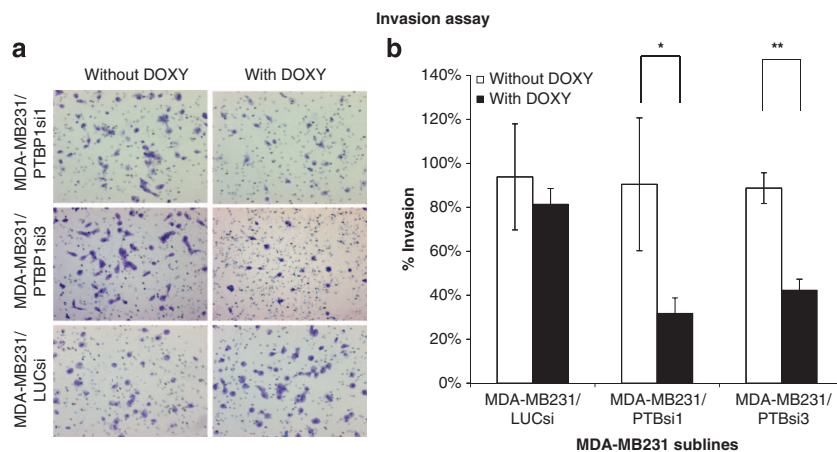 Invasion assay
a
Without DOXY
With DOXY
MDA-MB231/
PTBP1si1
MDA-MB231/
PTBP1si3
MDA-MB231/
LUCsi
b
*
**
Without DOXY
With DOXY
% Invasion
140%
120%
100%
80%
60%
40%
20%
0%
MDA-MB231/
LUCsi
MDA-MB231/
PTBsi1
MDA-MB231/
PTBsi3
MDA-MB231 sublines